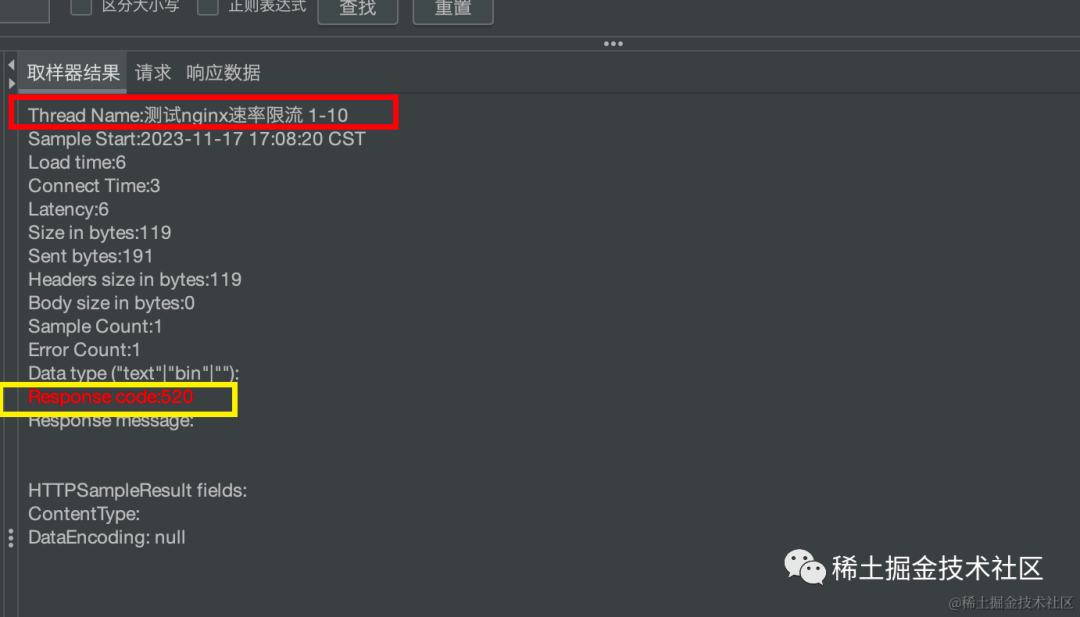 区分大小写 正则表达式 查找 重置
取样器结果 请求 响应数据
Thread Name:测试nginx速率限流 1-10
Sample Start:2023-11-17 17:08:20 CST
Load time:6
Connect Time:3
Latency:6
Size in bytes:119
Sent bytes:191
Headers size in bytes:119
Body size in bytes:0
Sample Count:1
Error Count:1
Data type ("text"|"bin"|""):
Response code:520
Response message:
HTTPSampleResult fields:
ContentType:
DataEncoding: null
稀土掘金技术社区
@稀土掘金技术社区